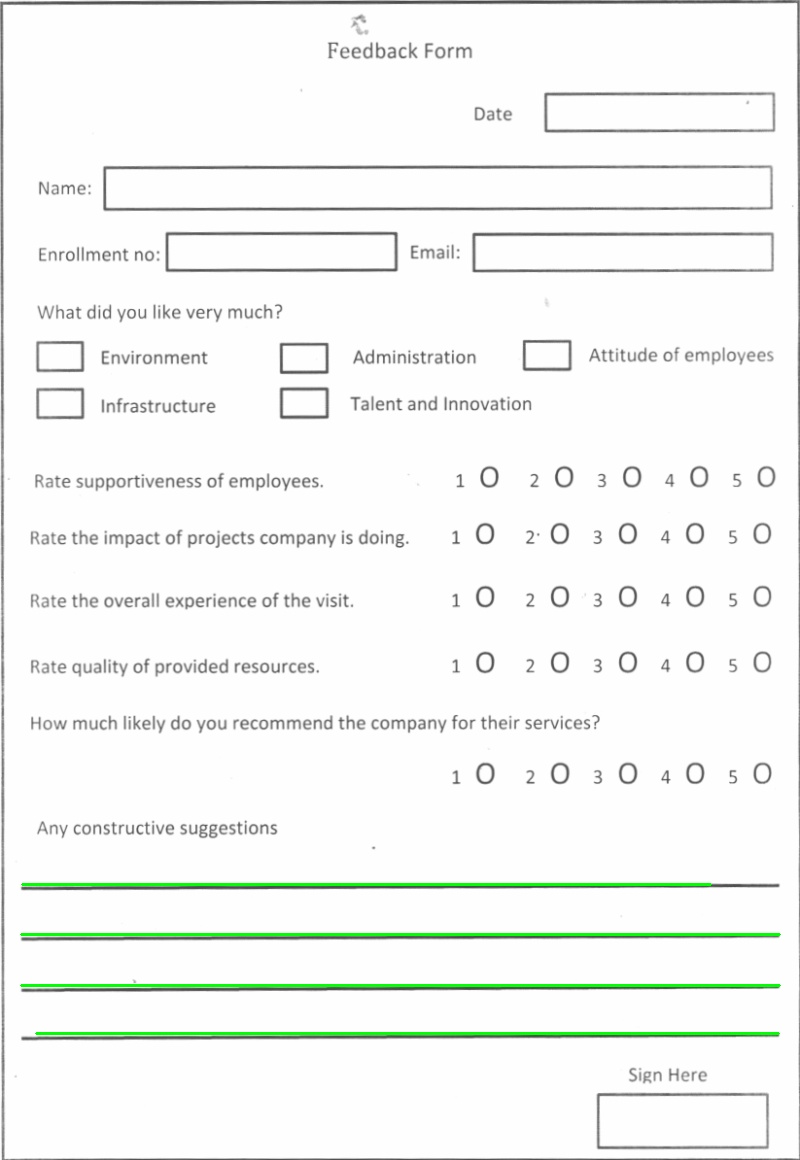 Feedback Form
Date
Name:
Enrollment no: Email:
What did you like very much?
Environment Administration Attitude of employees
Infrastructure Talent and Innovation
Rate supportiveness of employees. 1 O 2 O 3 O 4 O 5 O
Rate the impact of projects company is doing. 1 O 2 O 3 O 4 O 5 O
Rate the overall experience of the visit. 1 O 2 O 3 O 4 O 5 O
Rate quality of provided resources. 1 O 2 O 3 O 4 O 5 O
How much likely do you recommend the company for their services?
1 O 2 O 3 O 4 O 5 O
Any constructive suggestions
Sign Here